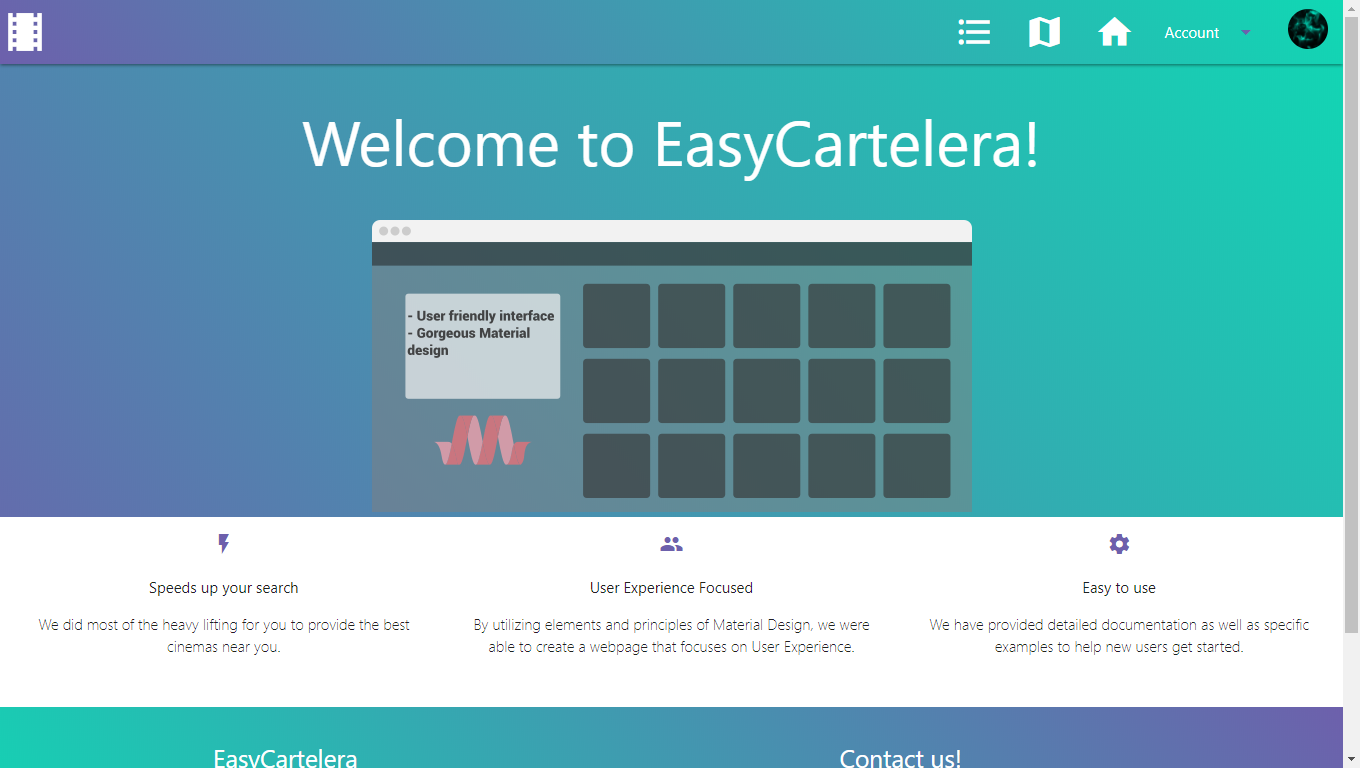 Account
Welcome to EasyCartelera!
- User friendly interface
- Gorgeous Material
design
Speeds up your search
We did most of the heavy lifting for you to provide the best
cinemas near you.
User Experience Focused
By utilizing elements and principles of Material Design, we were
able to create a webpage that focuses on User Experience.
Easy to use
We have provided detailed documentation as well as specific
examples to help new users get started.
EasyCartelera
Contact us!